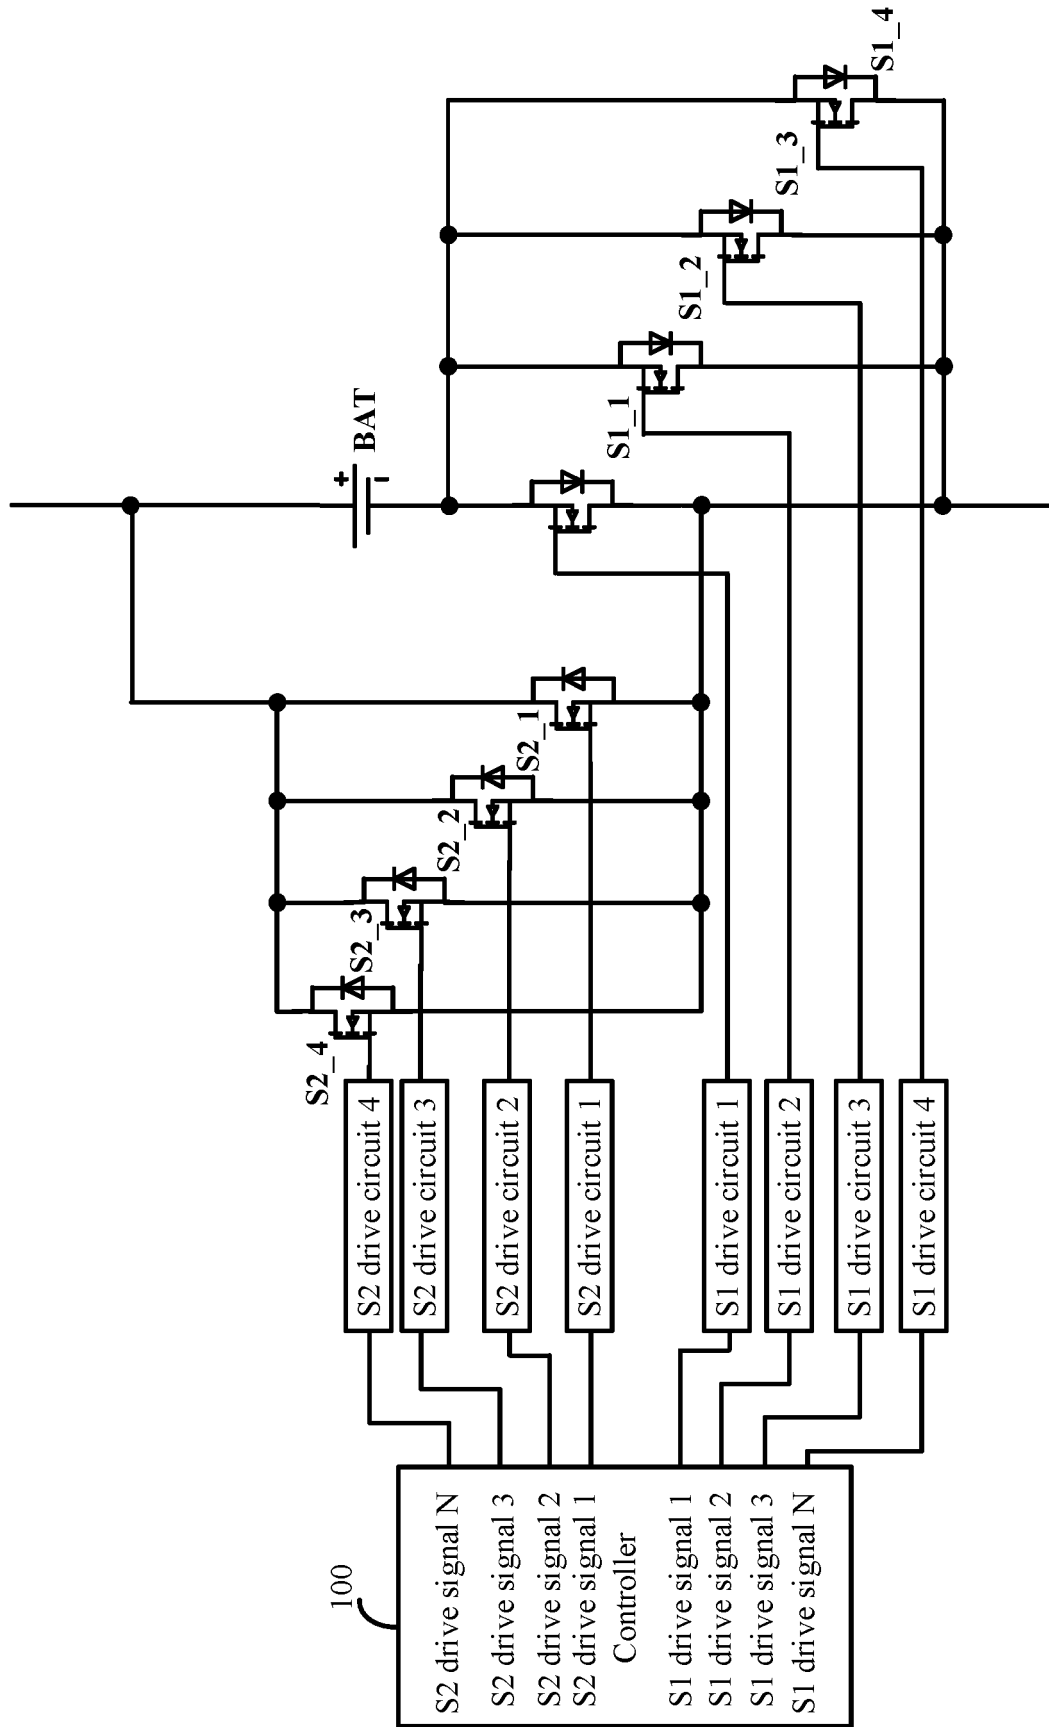 100
S2 drive signal N
S2 drive signal 3
S2 drive signal 2
S2 drive signal 1
Controller
S1 drive signal 1
S1 drive signal 2
S1 drive signal 3
S1 drive signal N
S2 drive circuit 4
S2 drive circuit 3
S2 drive circuit 2
S2 drive circuit 1
S1 drive circuit 1
S1 drive circuit 2
S1 drive circuit 3
S1 drive circuit 4
S2_4
S2_3
S2_2
S2_1
+
BAT
-
S1_1
S1_2
S1_3
S1_4